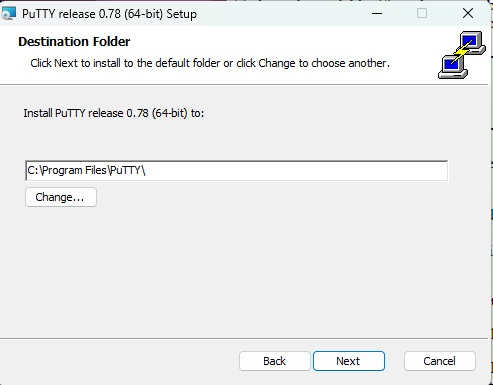 PuTTY release 0.78 (64-bit) Setup
Destination Folder
Click Next to install to the default folder or click Change to choose another.
Install PuTTY release 0.78 (64-bit) to:
C:\Program Files\PuTTY\
Change...
Back
Next
Cancel